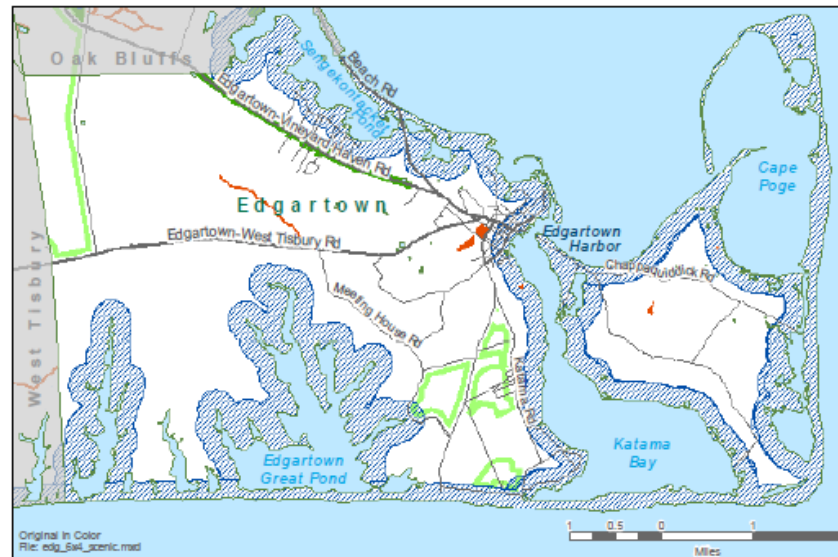 Oak Bluffs
Sengekontacket
Pond
Beach Rd
Edgartown-Vineyard Haven Rd
Cape
Poge
Edgartown
Edgartown
Harbor
Edgartown-West Tisbury Rd
Chappaquiddick Rd
Meeting House Rd
West Tisbury
Katama Rd
Katama
Bay
Edgartown
Great Pond
Original in Color
File: edg_6x4_scenic.mxd
1 0.5 0 1
Miles